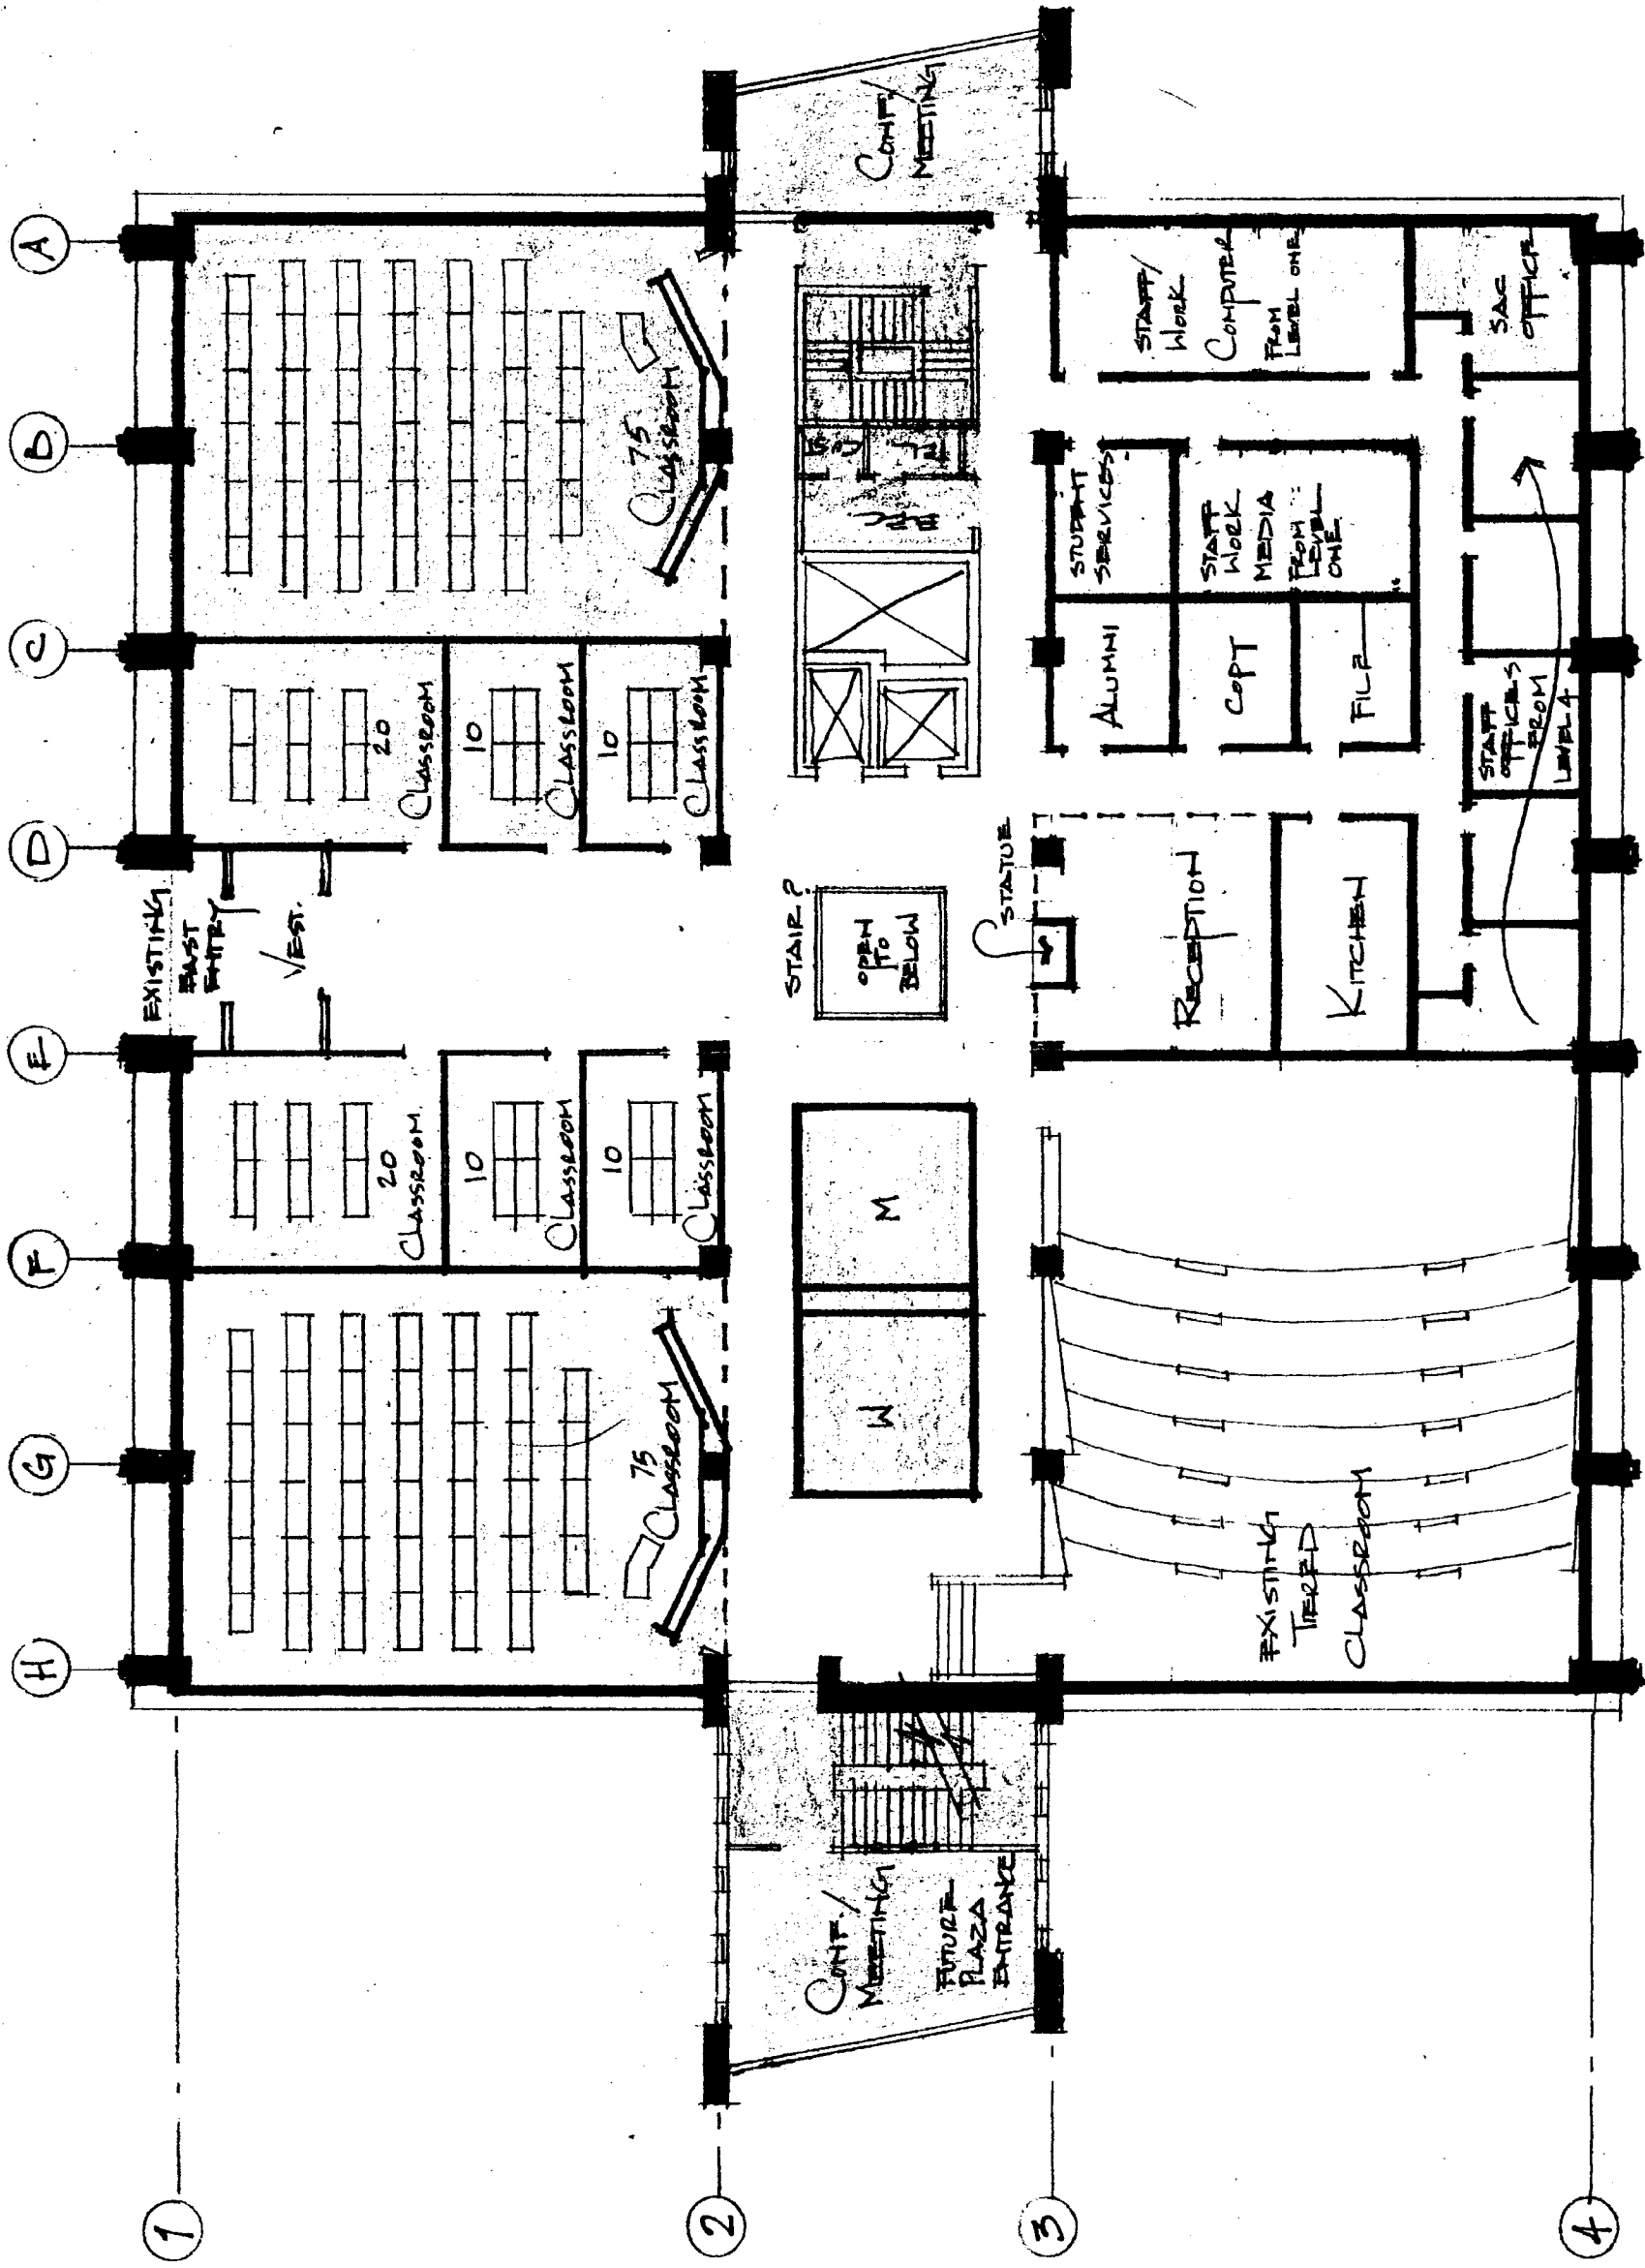 A
B
C
D
E
F
G
H
1
2
3
4
CONF./
MEETING
75
CLASSROOM
20
CLASSROOM
10
CLASSROOM
10
CLASSROOM
EXISTING
EAST
ENTRY
VEST.
20
CLASSROOM
10
CLASSROOM
10
CLASSROOM
75
CLASSROOM
STAIR?
OPEN
TO
BELOW
STATUE
M
W
STAFF/
WORK
COMPUTER
FROM
LEVEL ONE
SAC
OFFICE
STUDENT
SERVICES
STAFF
WORK
MEDIA
FROM
LEVEL
ONE
ALUMNI
COPY
FILE
STAFF
OFFICES
FROM
LEVEL 4
RECEPTION
KITCHEN
EXISTING
TIERED
CLASSROOM
CONF./
MEETING
FUTURE
PLAZA
ENTRANCE